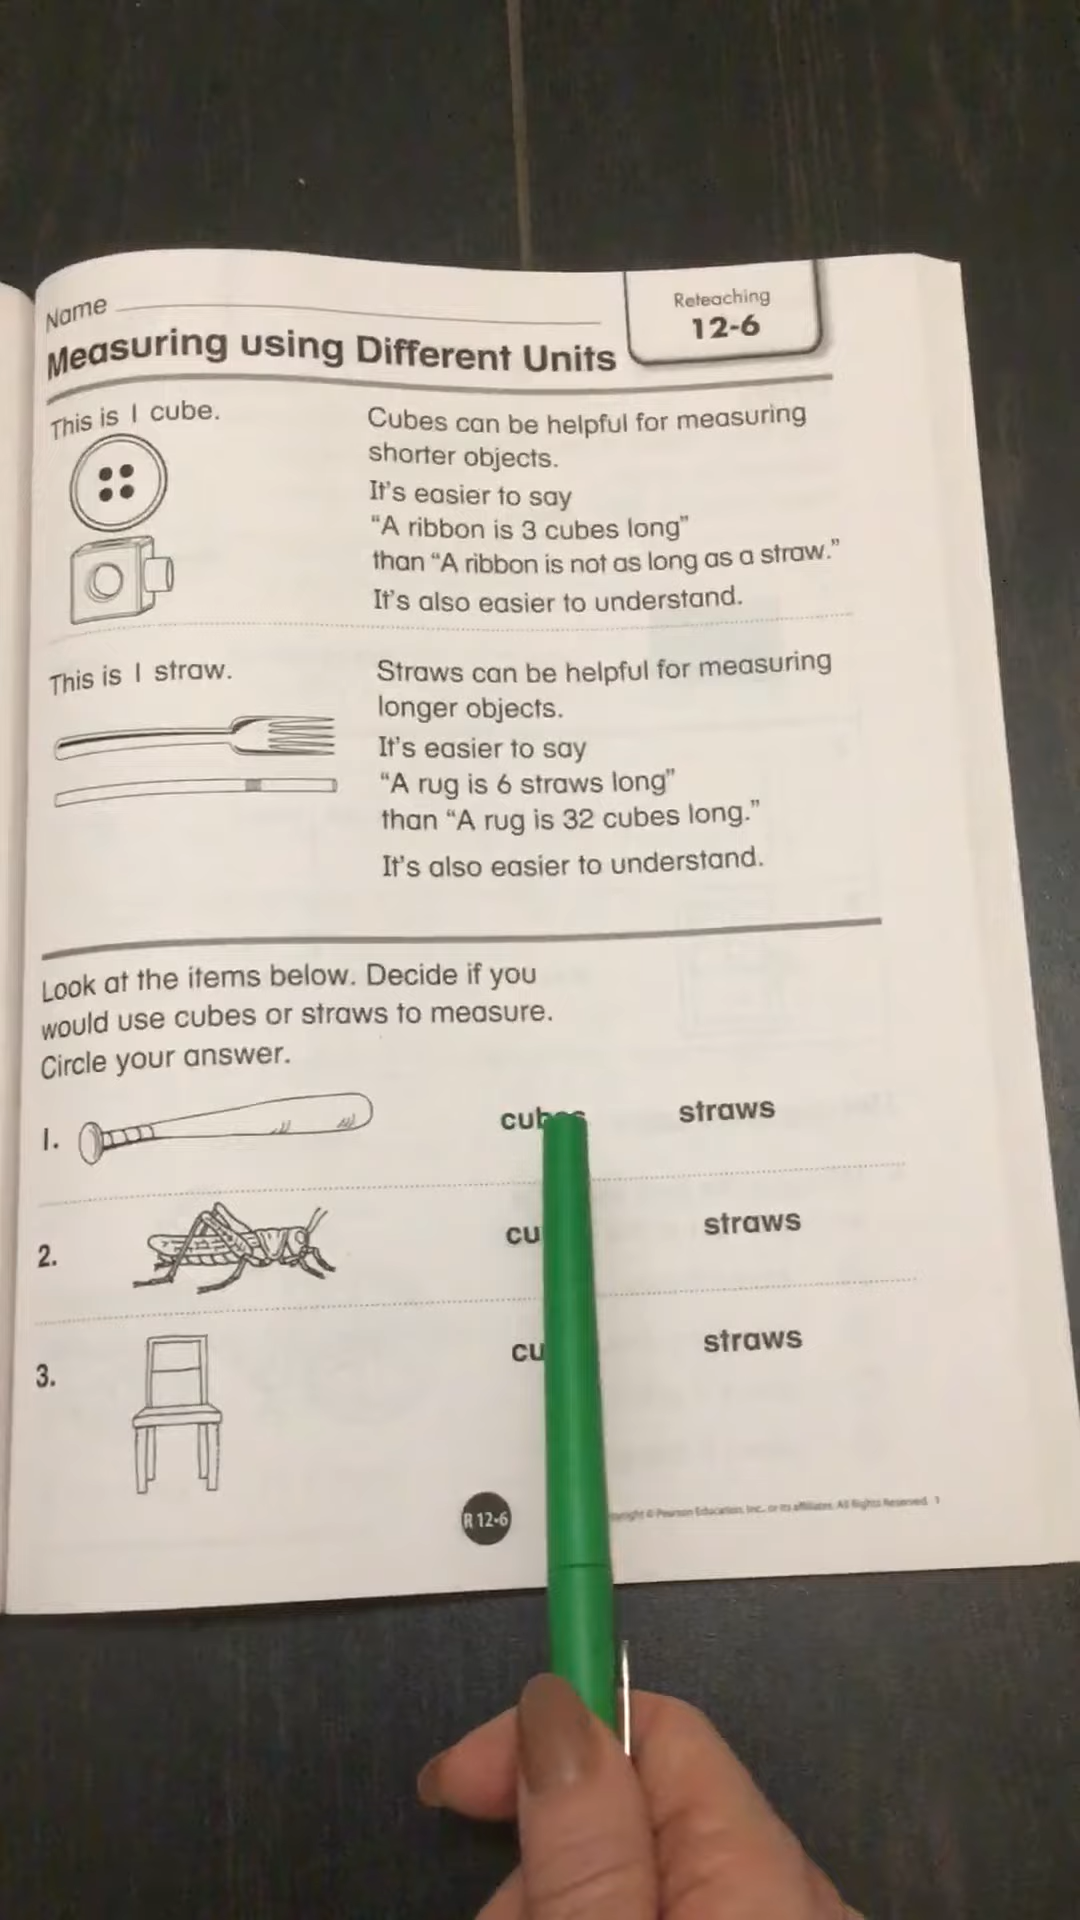 Name
Reteaching
12-6
Measuring using Different Units
This is 1 cube.
Cubes can be helpful for measuring
shorter objects.
It's easier to say
"A ribbon is 3 cubes long"
than "A ribbon is not as long as a straw."
It's also easier to understand.
This is 1 straw.
Straws can be helpful for measuring
longer objects.
It's easier to say
"A rug is 6 straws long"
than "A rug is 32 cubes long."
It's also easier to understand.
Look at the items below. Decide if you
would use cubes or straws to measure.
Circle your answer.
1. cubes straws
2. cu straws
3. cu straws
R 12-6
© Pearson Education, Inc., or its affiliates. All Rights Reserved. 1